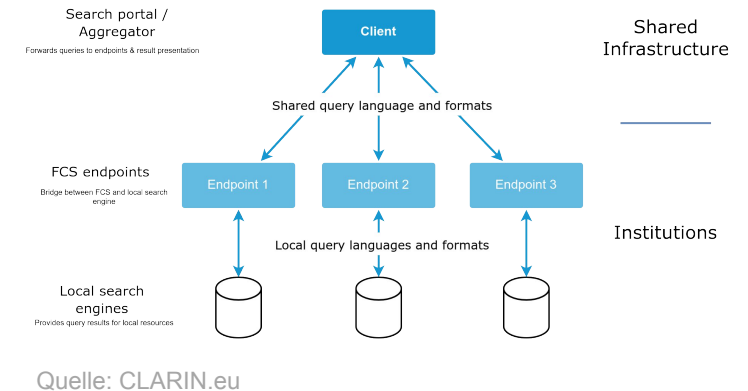 Search portal /
Aggregator
Forwards queries to endpoints & result presentation
Client
Shared
Infrastructure
Shared query language and formats
FCS endpoints
Bridge between FCS and local search
engine
Endpoint 1
Endpoint 2
Endpoint 3
Institutions
Local query languages and formats
Local search
engines
Provides query results for local resources
Quelle: CLARIN.eu